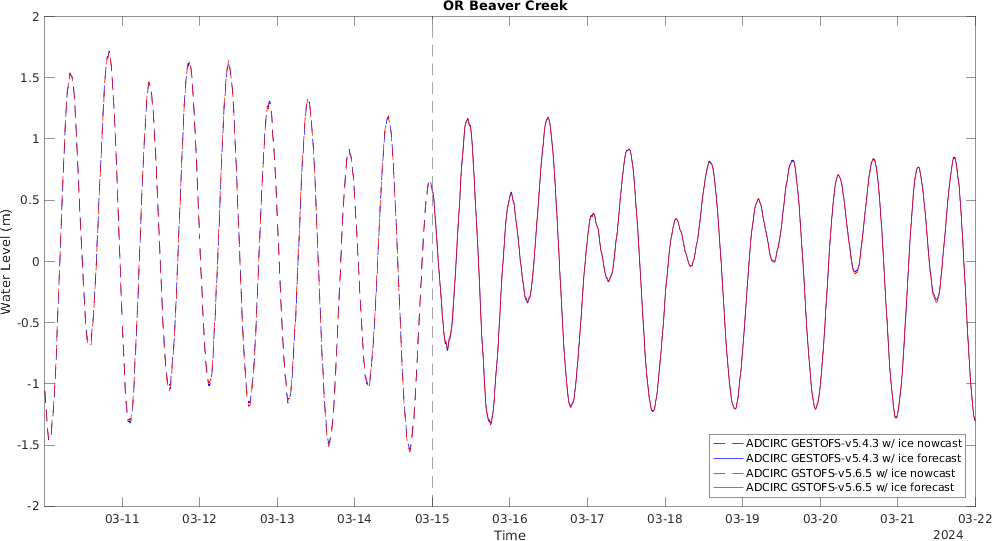 OR Beaver Creek
2
1.5
1
0.5
0
-0.5
-1
-1.5
-2
Water Level (m)
ADCIRC GESTOFS-v5.4.3 w/ ice nowcast
ADCIRC GESTOFS-v5.4.3 w/ ice forecast
ADCIRC GSTOFS-v5.6.5 w/ ice nowcast
ADCIRC GSTOFS-v5.6.5 w/ ice forecast
03-11 03-12 03-13 03-14 03-15 03-16 03-17 03-18 03-19 03-20 03-21 03-22
Time
2024